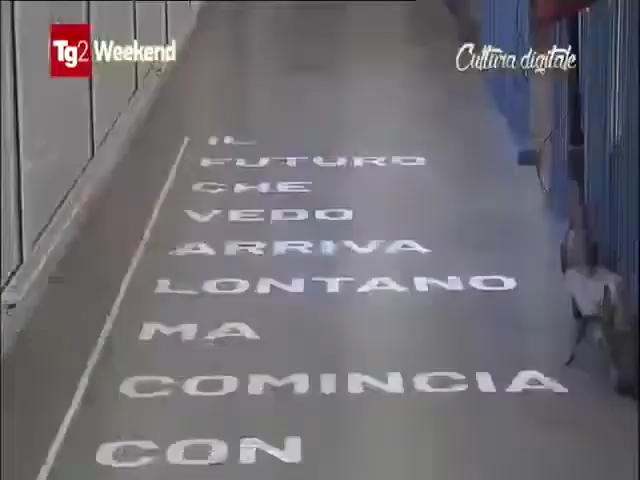 Tg2 Weekend
Cultura digitale
IL
FUTURO
CHE
VEDO
ARRIVA
LONTANO
MA
COMINCIA
CON